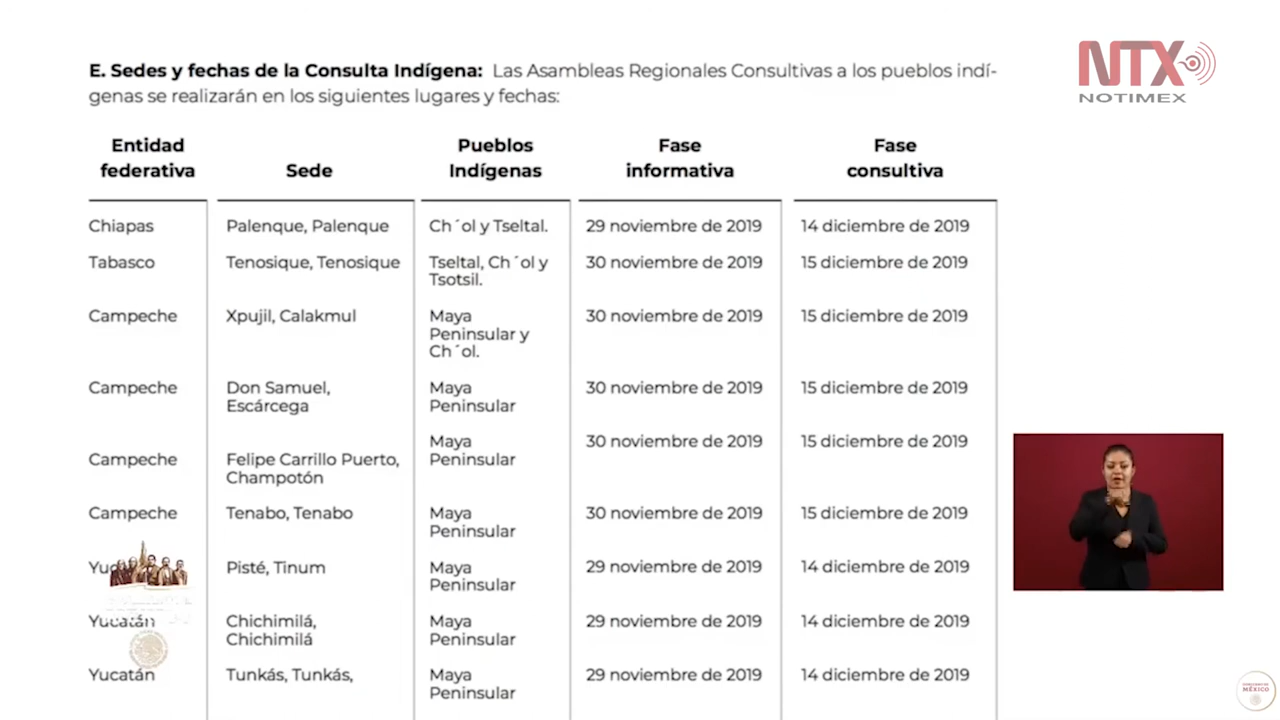 E. Sedes y fechas de la Consulta Indígena: Las Asambleas Regionales Consultivas a los pueblos indí-
genas se realizarán en los siguientes lugares y fechas:
NTX
NOTIMEX
Entidad federativa Sede Pueblos Indígenas Fase informativa Fase consultiva
Chiapas Palenque, Palenque Ch´ol y Tseltal. 29 noviembre de 2019 14 diciembre de 2019
Tabasco Tenosique, Tenosique Tseltal, Ch´ol y 30 noviembre de 2019 15 diciembre de 2019
Tsotsil.
Campeche Xpujil, Calakmul Maya 30 noviembre de 2019 15 diciembre de 2019
Peninsular y
Ch´ol.
Campeche Don Samuel, Maya 30 noviembre de 2019 15 diciembre de 2019
Escárcega Peninsular
Maya 30 noviembre de 2019 15 diciembre de 2019
Campeche Felipe Carrillo Puerto, Peninsular
Champotón
Campeche Tenabo, Tenabo Maya 30 noviembre de 2019 15 diciembre de 2019
Peninsular
Pisté, Tinum Maya 29 noviembre de 2019 14 diciembre de 2019
Peninsular
Yucatán Chichimilá, Maya 29 noviembre de 2019 14 diciembre de 2019
Chichimilá Peninsular
Yucatán Tunkás, Tunkás, Maya 29 noviembre de 2019 14 diciembre de 2019
Peninsular
MÉXICO